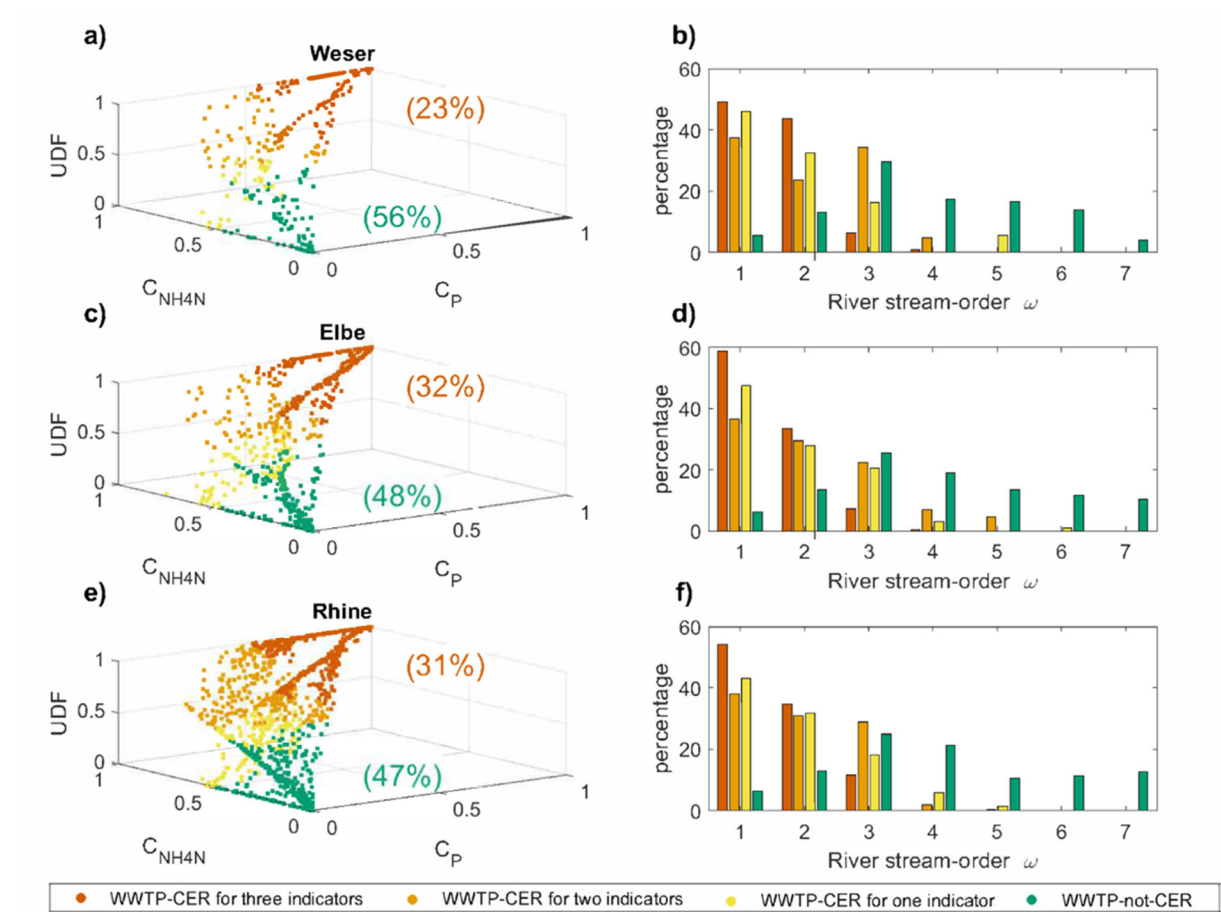 a)
Weser
(23%)
(56%)
1
0.5
0
UDF
1
0.5
0
C_NH4N
0
0.5
1
C_P
b)
60
40
20
0
percentage
1 2 3 4 5 6 7
River stream-order ω
c)
Elbe
(32%)
(48%)
1
0.5
0
UDF
1
0.5
0
C_NH4N
0
0.5
1
C_P
d)
60
40
20
0
percentage
1 2 3 4 5 6 7
River stream-order ω
e)
Rhine
(31%)
(47%)
1
0.5
0
UDF
1
0.5
0
C_NH4N
0
0.5
1
C_P
f)
60
40
20
0
percentage
1 2 3 4 5 6 7
River stream-order ω
WWTP-CER for three indicators WWTP-CER for two indicators WWTP-CER for one indicator WWTP-not-CER